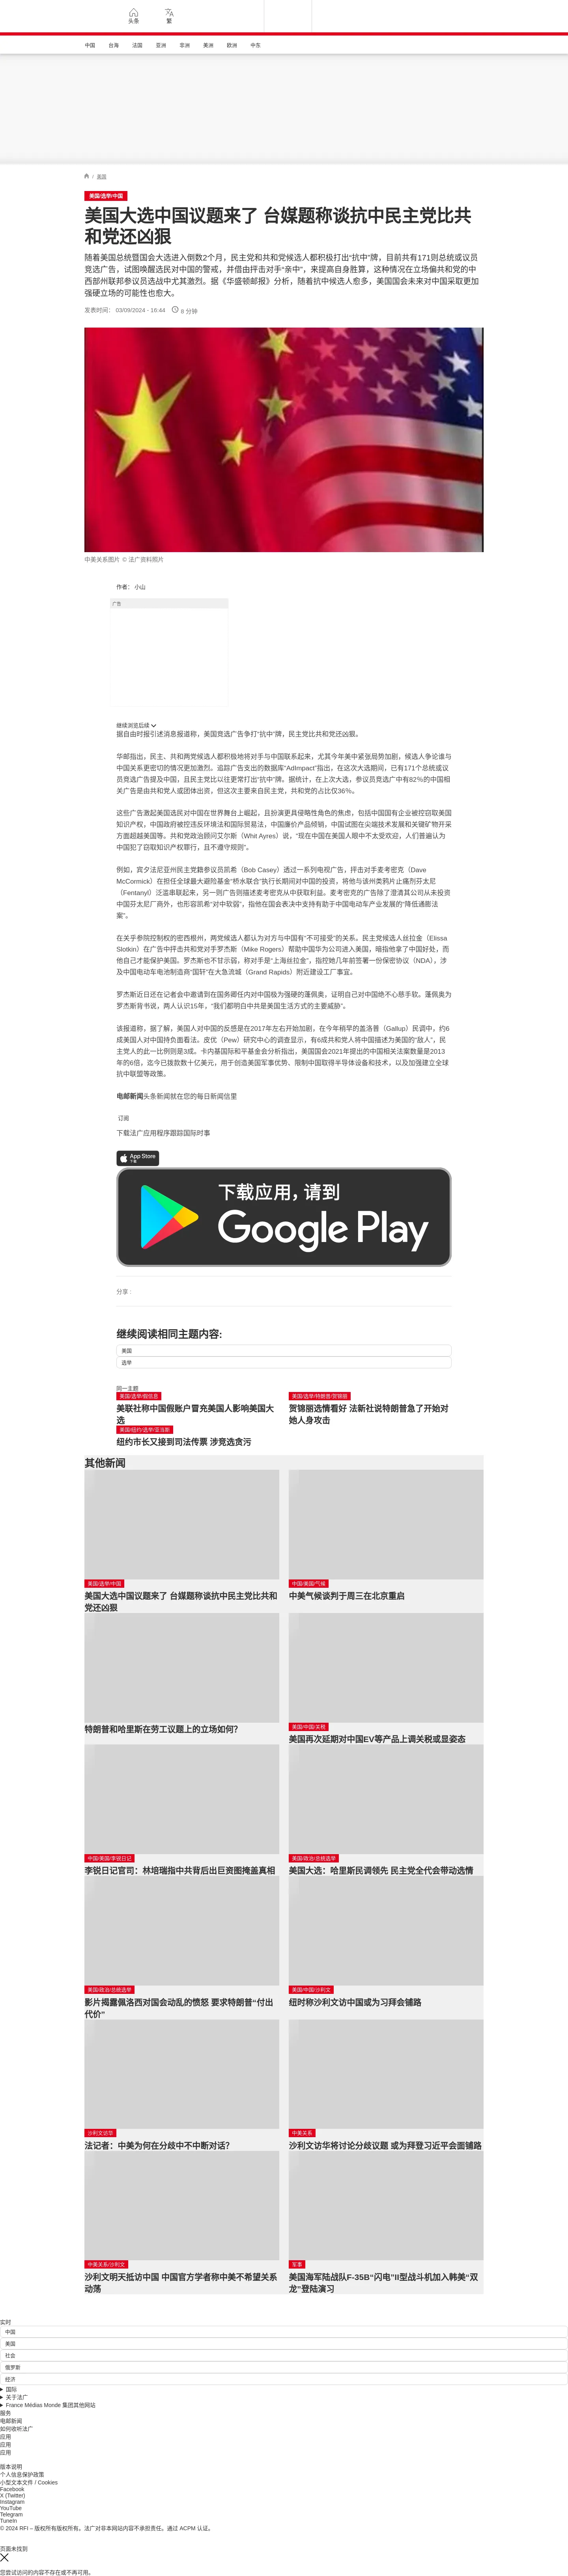 头条
繁
中国 台海 法国 亚洲 非洲 美洲 欧洲 中东
/ 美国
美国/选举/中国
美国大选中国议题来了 台媒题称谈抗中民主党比共
和党还凶狠
随着美国总统暨国会大选进入倒数2个月，民主党和共和党候选人都积极打出“抗中”牌，目前共有171则总统或议员
竞选广告，试图唤醒选民对中国的警戒，并借由抨击对手“亲中”，来提高自身胜算，这种情况在立场偏共和党的中
西部州联邦参议员选战中尤其激烈。据《华盛顿邮报》分析，随着抗中候选人愈多，美国国会未来对中国采取更加
强硬立场的可能性也愈大。
发表时间： 03/09/2024 - 16:44 8 分钟
中美关系图片 © 法广资料照片
作者： 小山
广告
继续浏览后续
据自由时报引述消息报道称，美国竞选广告争打“抗中”牌，民主党比共和党还凶狠。
华邮指出，民主、共和两党候选人都积极地将对手与中国联系起来，尤其今年美中紧张局势加剧，候选人争论谁与
中国关系更密切的情况更加激烈。追踪广告支出的数据库"AdImpact"指出，在这次大选期间，已有171个总统或议
员竞选广告提及中国，且民主党比以往更常打出“抗中”牌。据统计，在上次大选，参议员竞选广中有82％的中国相
关广告是由共和党人或团体出资，但这次主要来自民主党，共和党的占比仅36％。
这些广告激起美国选民对中国在世界舞台上崛起，且扮演更具侵略性角色的焦虑，包括中国国有企业被控窃取美国
知识产权，中国政府被控违反环境法和国际贸易法，中国廉价产品倾销，中国试图在尖端技术发展和关键矿物开采
方面超越美国等。共和党政治顾问艾尔斯（Whit Ayres）说，“现在中国在美国人眼中不太受欢迎，人们普遍认为
中国犯了窃取知识产权罪行，且不遵守规则”。
例如，宾夕法尼亚州民主党籍参议员凯希（Bob Casey）透过一系列电视广告，抨击对手麦考密克（Dave
McCormick）在担任全球最大避险基金“桥水联合”执行长期间对中国的投资，将他与该州类鸦片止痛剂芬太尼
（Fentanyl）泛滥串联起来，另一则广告则描述麦考密克从中获取利益。麦考密克的广告除了澄清其公司从未投资
中国芬太尼厂商外，也形容凯希“对中软弱”，指他在国会表决中支持有助于中国电动车产业发展的“降低通膨法
案”。
在关乎参院控制权的密西根州，两党候选人都认为对方与中国有“不可接受”的关系。民主党候选人丝拉金（Elissa
Slotkin）在广告中抨击共和党对手罗杰斯（Mike Rogers）帮助中国华为公司进入美国，暗指他拿了中国好处，而
他自己才能保护美国。罗杰斯也不甘示弱，称对手是“上海丝拉金”，指控她几年前签署一份保密协议（NDA），涉
及中国电动车电池制造商“国轩”在大急流城（Grand Rapids）附近建设工厂事宜。
罗杰斯近日还在记者会中邀请到在国务卿任内对中国极为强硬的蓬佩奥，证明自己对中国绝不心慈手软。蓬佩奥为
罗杰斯背书说，两人认识15年，“我们都明白中共是美国生活方式的主要威胁”。
该报道称，据了解，美国人对中国的反感是在2017年左右开始加剧，在今年稍早的盖洛普（Gallup）民调中，约6
成美国人对中国持负面看法。皮优（Pew）研究中心的调查显示，有6成共和党人将中国描述为美国的“敌人”，民
主党人的此一比例则是3成。卡内基国际和平基金会分析指出，美国国会2021年提出的中国相关法案数量是2013
年的6倍，迄今已拨款数十亿美元，用于创造美国军事优势、限制中国取得半导体设备和技术，以及加强建立全球
抗中联盟等政策。
电邮新闻头条新闻就在您的每日新闻信里
订阅
下载法广应用程序跟踪国际时事
App Store
下载
下载应用，请到
Google Play
分享 :
继续阅读相同主题内容:
美国
选举
同一主题
美国/选举/假信息
美联社称中国假账户冒充美国人影响美国大
选
美国/选举/特朗普/贺锦丽
贺锦丽选情看好 法新社说特朗普急了开始对
她人身攻击
美国/纽约/选举/亚当斯
纽约市长又接到司法传票 涉竞选贪污
其他新闻
美国/选举/中国
美国大选中国议题来了 台媒题称谈抗中民主党比共和
党还凶狠
中国/美国/气候
中美气候谈判于周三在北京重启
特朗普和哈里斯在劳工议题上的立场如何?
美国/中国/关税
美国再次延期对中国EV等产品上调关税或显姿态
中国/美国/李锐日记
李锐日记官司：林培瑞指中共背后出巨资图掩盖真相
美国/政治/总统选举
美国大选：哈里斯民调领先 民主党全代会带动选情
美国/政治/总统选举
影片揭露佩洛西对国会动乱的愤怒 要求特朗普“付出
代价”
美国/中国/沙利文
纽时称沙利文访中国或为习拜会铺路
沙利文访华
法记者：中美为何在分歧中不中断对话?
中美关系
沙利文访华将讨论分歧议题 或为拜登习近平会面铺路
中美关系/沙利文
沙利文明天抵访中国 中国官方学者称中美不希望关系
动荡
军事
美国海军陆战队F-35B“闪电”II型战斗机加入韩美“双
龙”登陆演习
实时
中国
美国
社会
俄罗斯
经济
国际
关于法广
France Médias Monde 集团其他网站
服务
电邮新闻
如何收听法广
应用
应用
应用
版本说明
个人信息保护政策
小型文本文件 / Cookies
Facebook
X (Twitter)
Instagram
YouTube
Telegram
TuneIn
© 2024 RFI – 版权所有版权所有。法广对非本网站内容不承担责任。通过 ACPM 认证。
页面未找到
您尝试访问的内容不存在或不再可用。